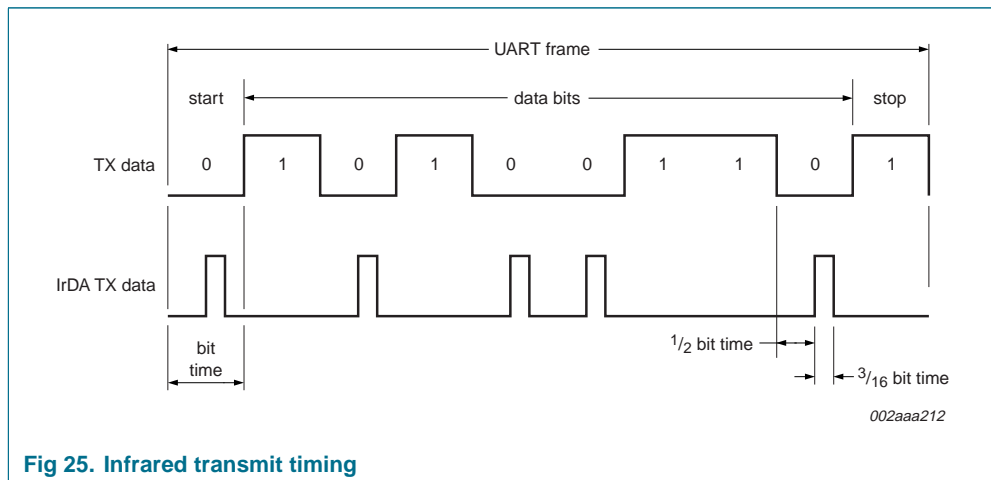 UART frame
start data bits stop
TX data 0 1 0 1 0 0 1 1 0 1
IrDA TX data
bit
time
1/2 bit time
3/16 bit time
002aaa212
Fig 25. Infrared transmit timing